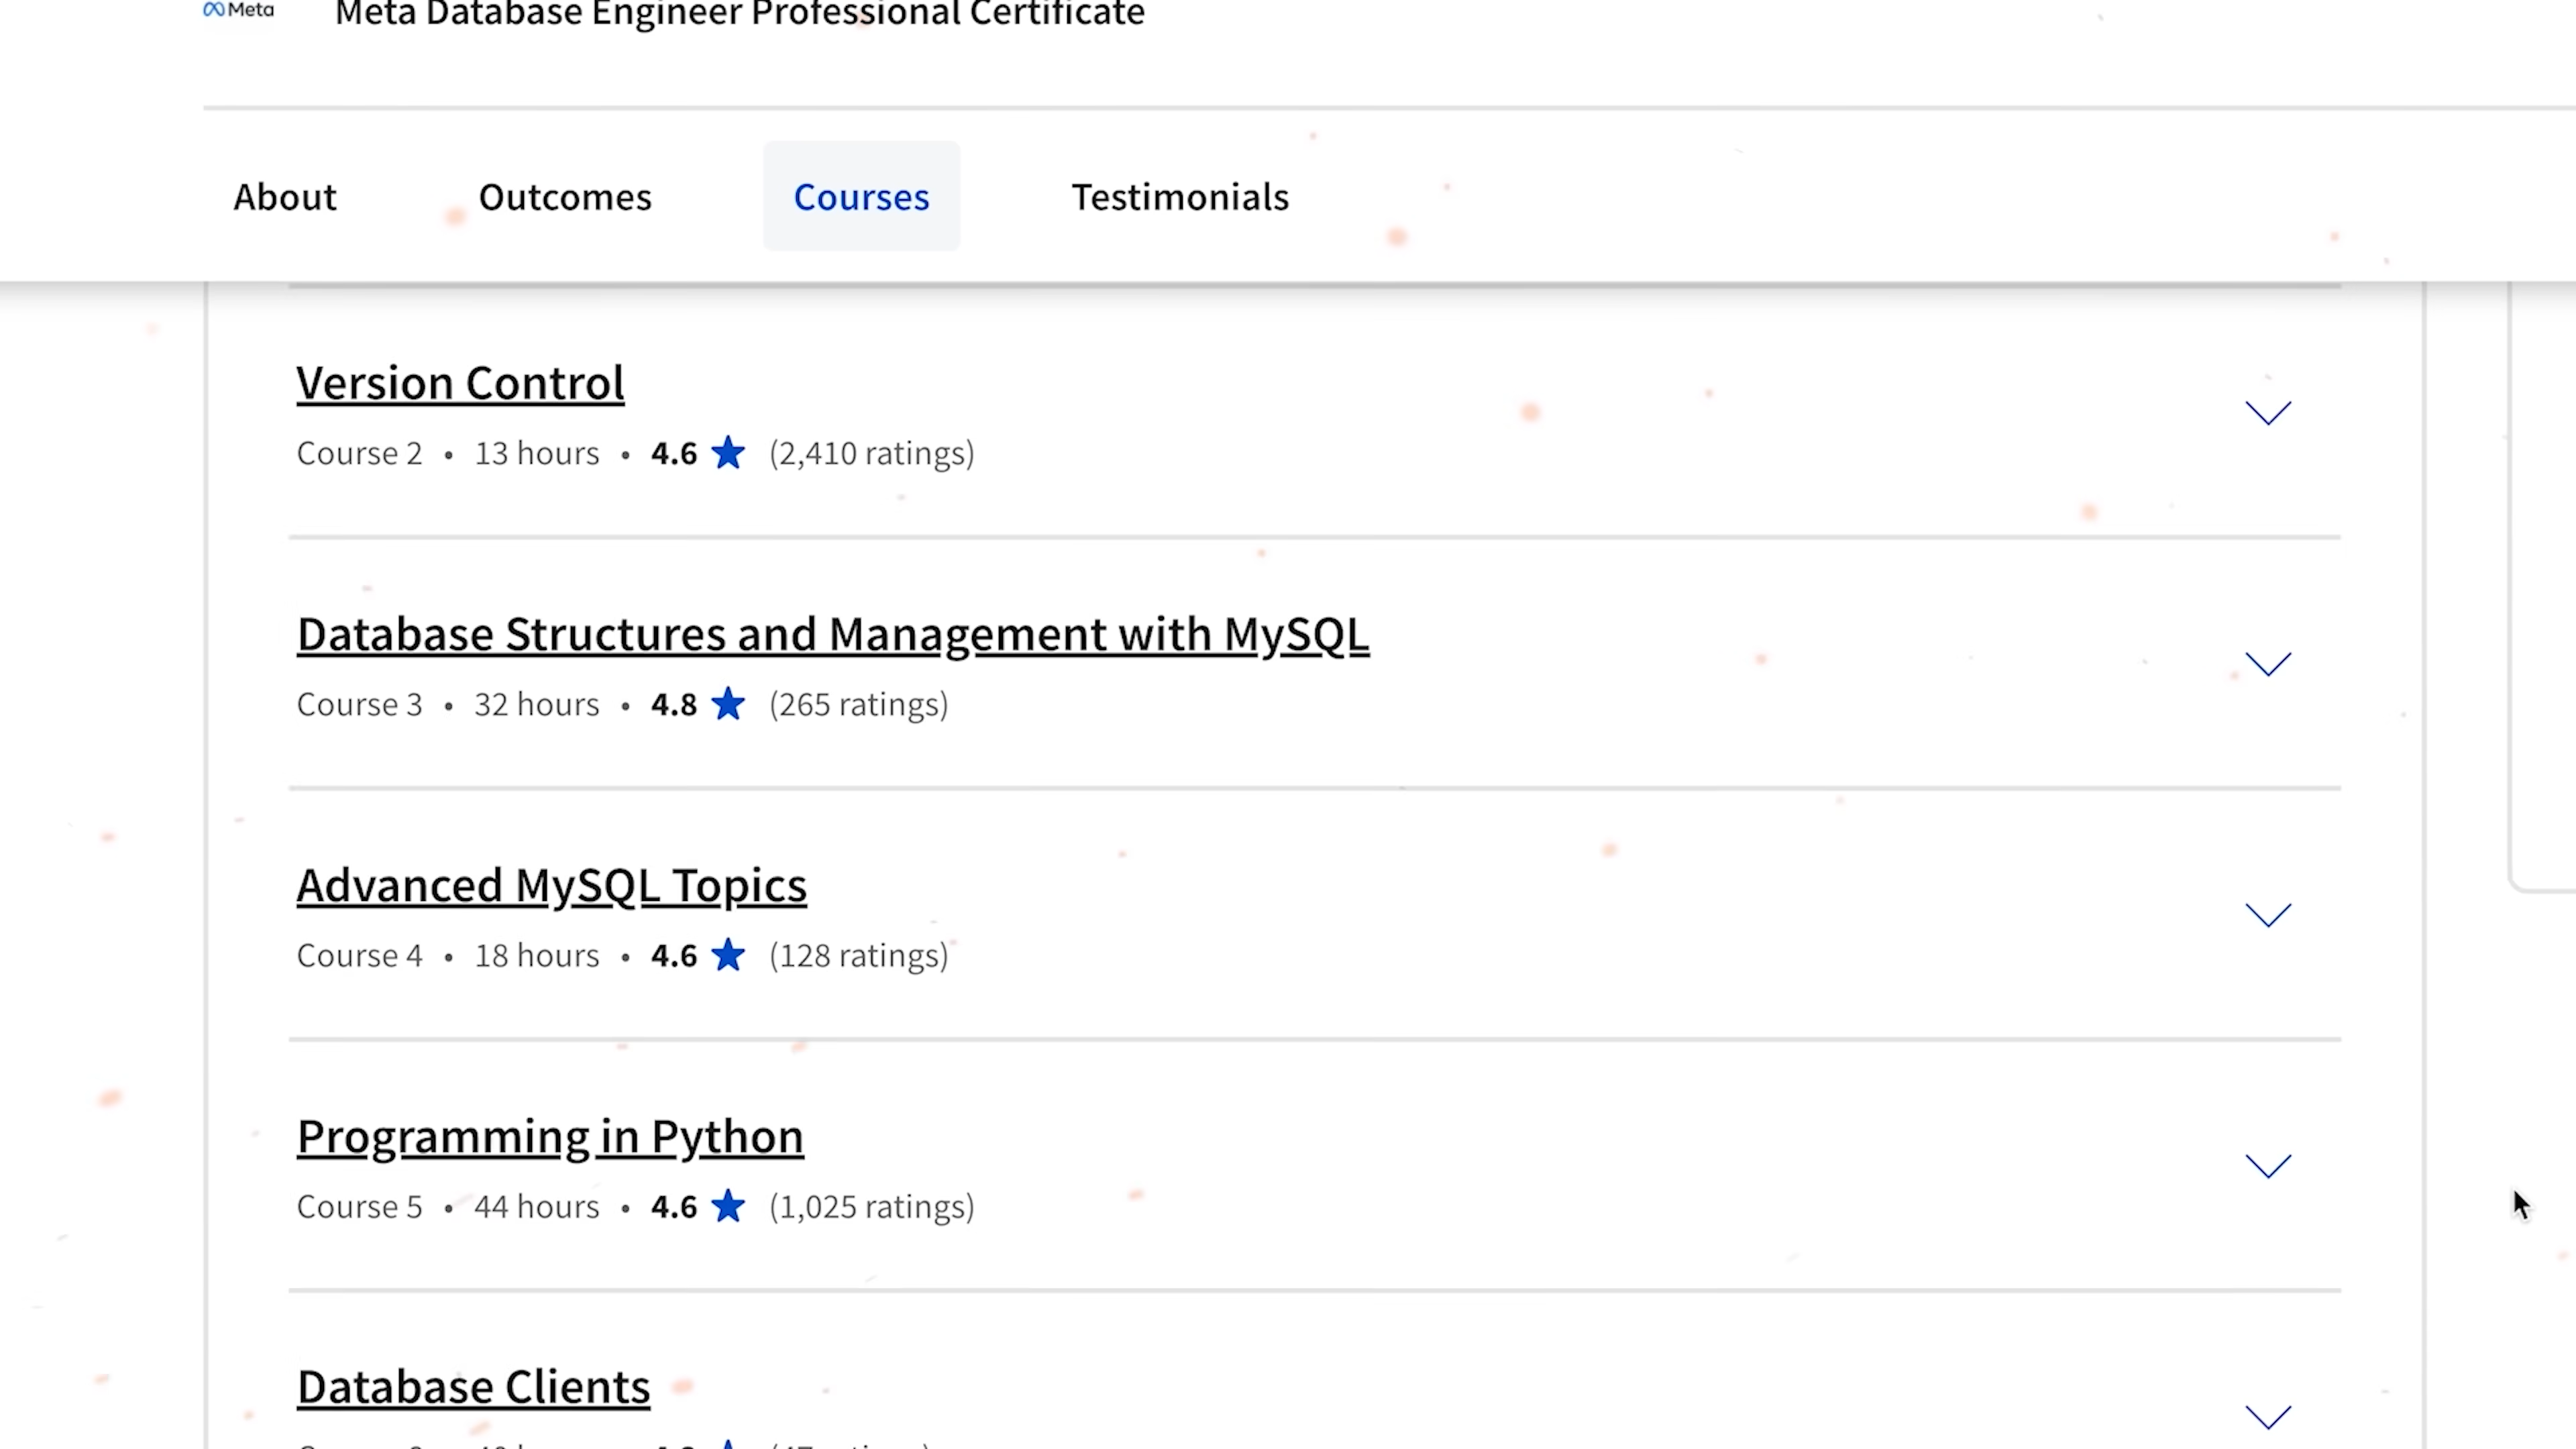 Meta
Meta Database Engineer Professional Certificate
About Outcomes Courses Testimonials
Version Control
Course 2 • 13 hours • 4.6 ★ (2,410 ratings)
Database Structures and Management with MySQL
Course 3 • 32 hours • 4.8 ★ (265 ratings)
Advanced MySQL Topics
Course 4 • 18 hours • 4.6 ★ (128 ratings)
Programming in Python
Course 5 • 44 hours • 4.6 ★ (1,025 ratings)
Database Clients